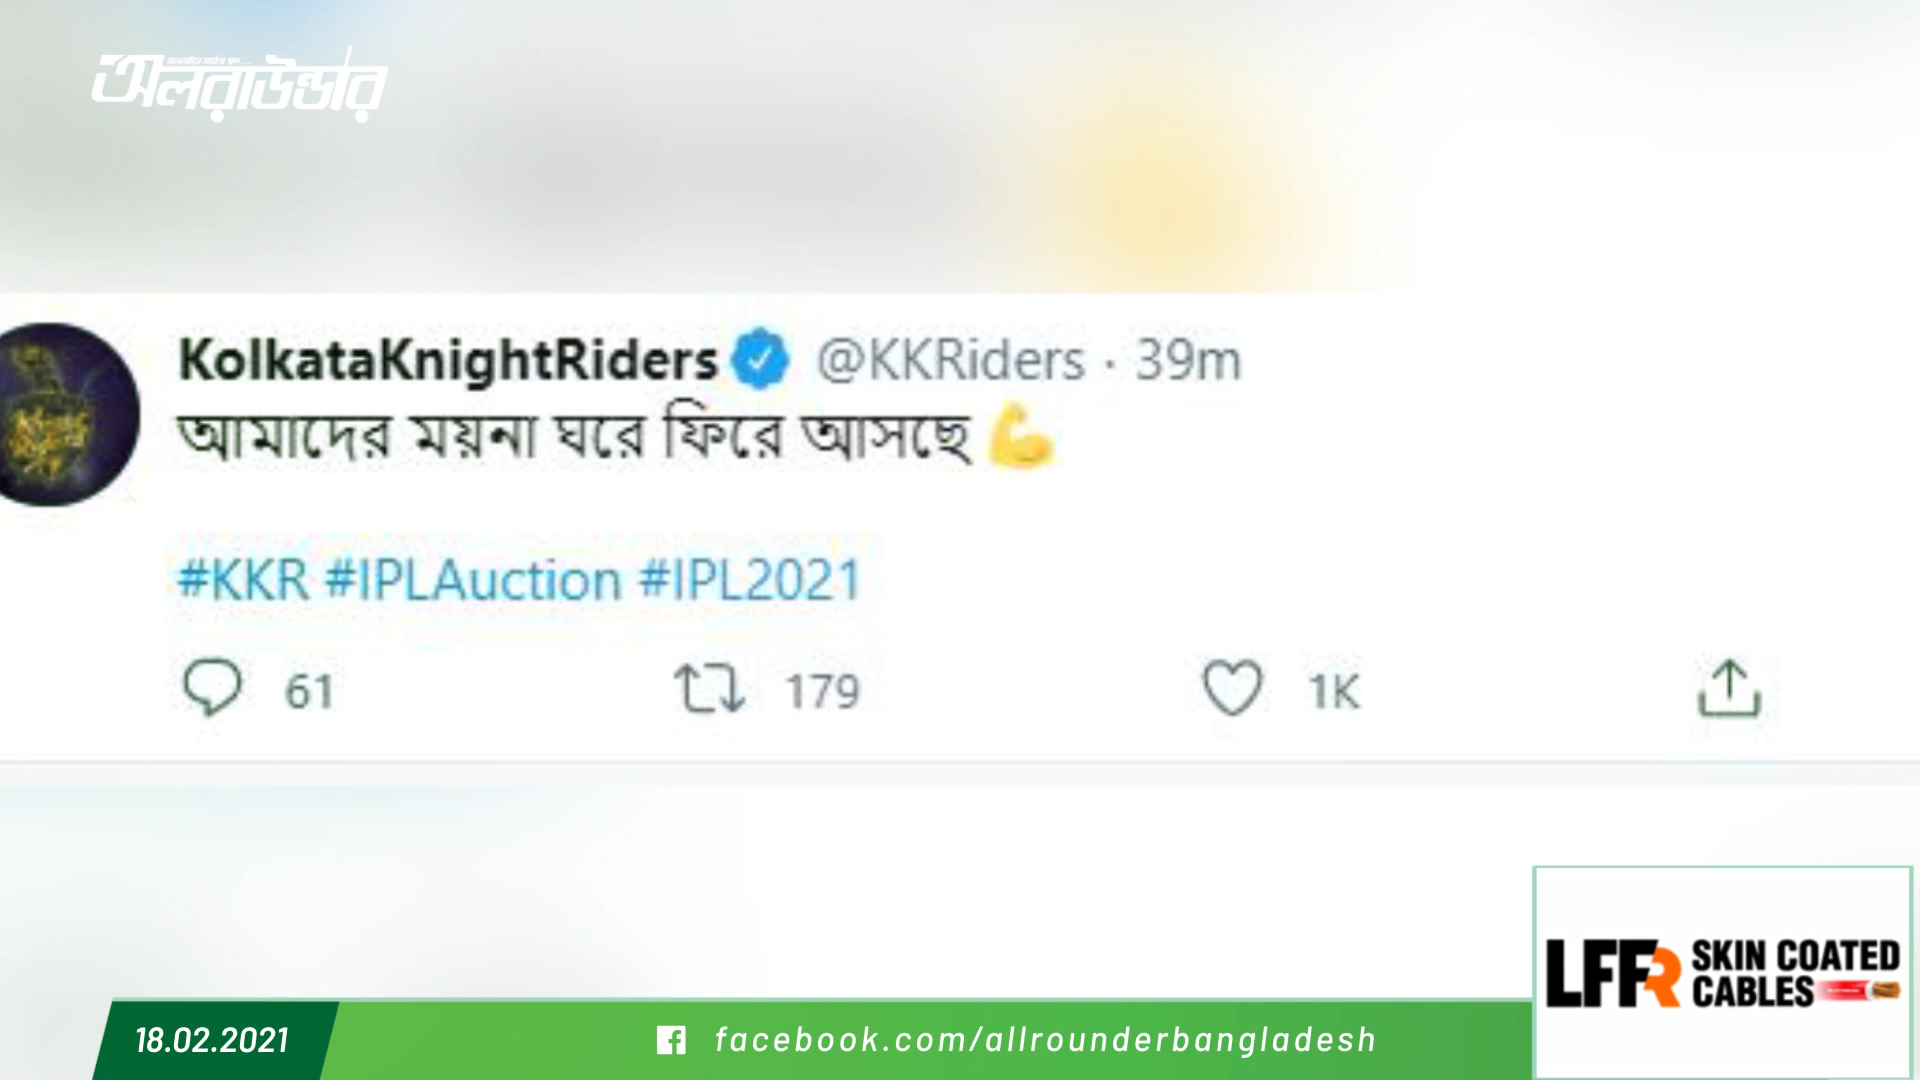 অলরাউন্ডার
KolkataKnightRiders @KKRiders · 39m
আমাদের ময়না ঘরে ফিরে আসছে 💪
#KKR #IPLAuction #IPL2021
61 179 1K
18.02.2021 facebook.com/allrounderbangladesh
LFFR SKIN COATED
CABLES